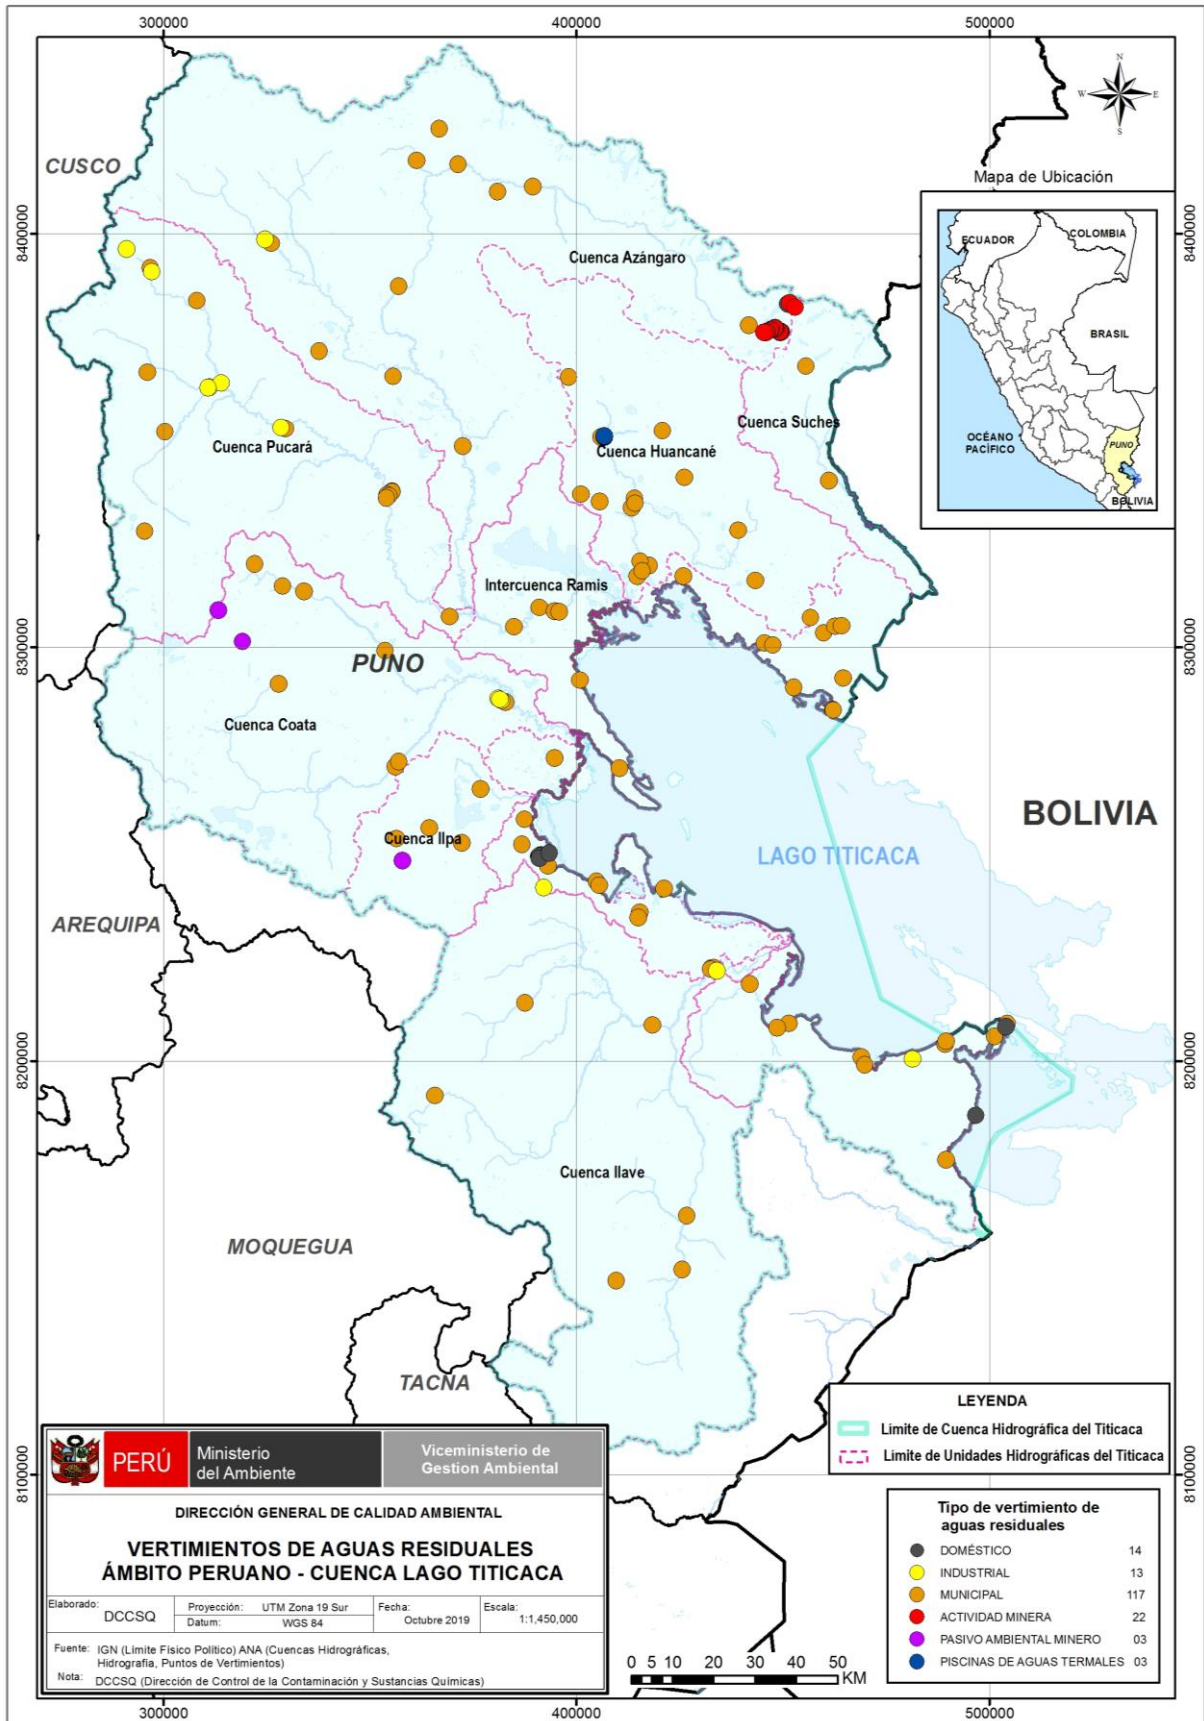 300000
400000
500000
N
W
E
S
CUSCO
Mapa de Ubicación
ECUADOR
COLOMBIA
BRASIL
OCÉANO
PACÍFICO
PUNO
BOLIVIA
8400000
8400000
Cuenca Azángaro
Cuenca Suches
Cuenca Pucará
Cuenca Huancané
Intercuenca Ramis
8300000
8300000
PUNO
Cuenca Coata
BOLIVIA
Cuenca Ilpa
LAGO TITICACA
AREQUIPA
8200000
8200000
Cuenca Ilave
MOQUEGUA
TACNA
8100000
8100000
LEYENDA
Limite de Cuenca Hidrográfica del Titicaca
Limite de Unidades Hidrográficas del Titicaca
Tipo de vertimiento de
aguas residuales
DOMÉSTICO 14
INDUSTRIAL 13
MUNICIPAL 117
ACTIVIDAD MINERA 22
PASIVO AMBIENTAL MINERO 03
PISCINAS DE AGUAS TERMALES 03
PERÚ
Ministerio
del Ambiente
Viceministerio de
Gestion Ambiental
DIRECCIÓN GENERAL DE CALIDAD AMBIENTAL
VERTIMIENTOS DE AGUAS RESIDUALES
ÁMBITO PERUANO - CUENCA LAGO TITICACA
Elaborado: DCCSQ
Proyección: UTM Zona 19 Sur
Datum: WGS 84
Fecha: Octubre 2019
Escala: 1:1,450,000
Fuente: IGN (Limite Físico Político) ANA (Cuencas Hidrográficas,
Hidrografía, Puntos de Vertimientos)
Nota: DCCSQ (Dirección de Control de la Contaminación y Sustancias Químicas)
0 5 10 20 30 40 50
KM
300000
400000
500000